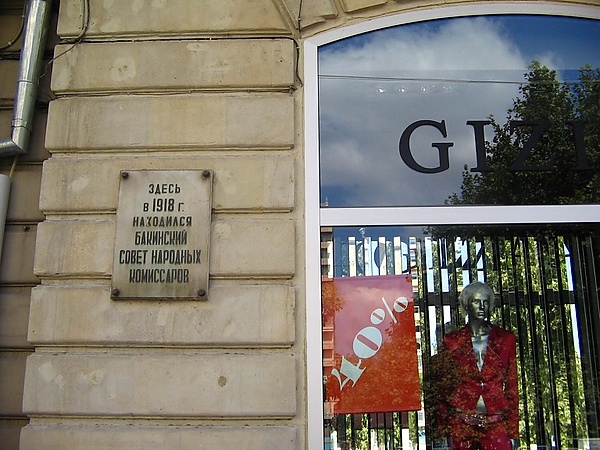 ЗДЕСЬ
в 1918 г.
НАХОДИЛСЯ
БАКИНСКИЙ
СОВЕТ НАРОДНЫХ
КОМИССАРОВ
GIZI
40%